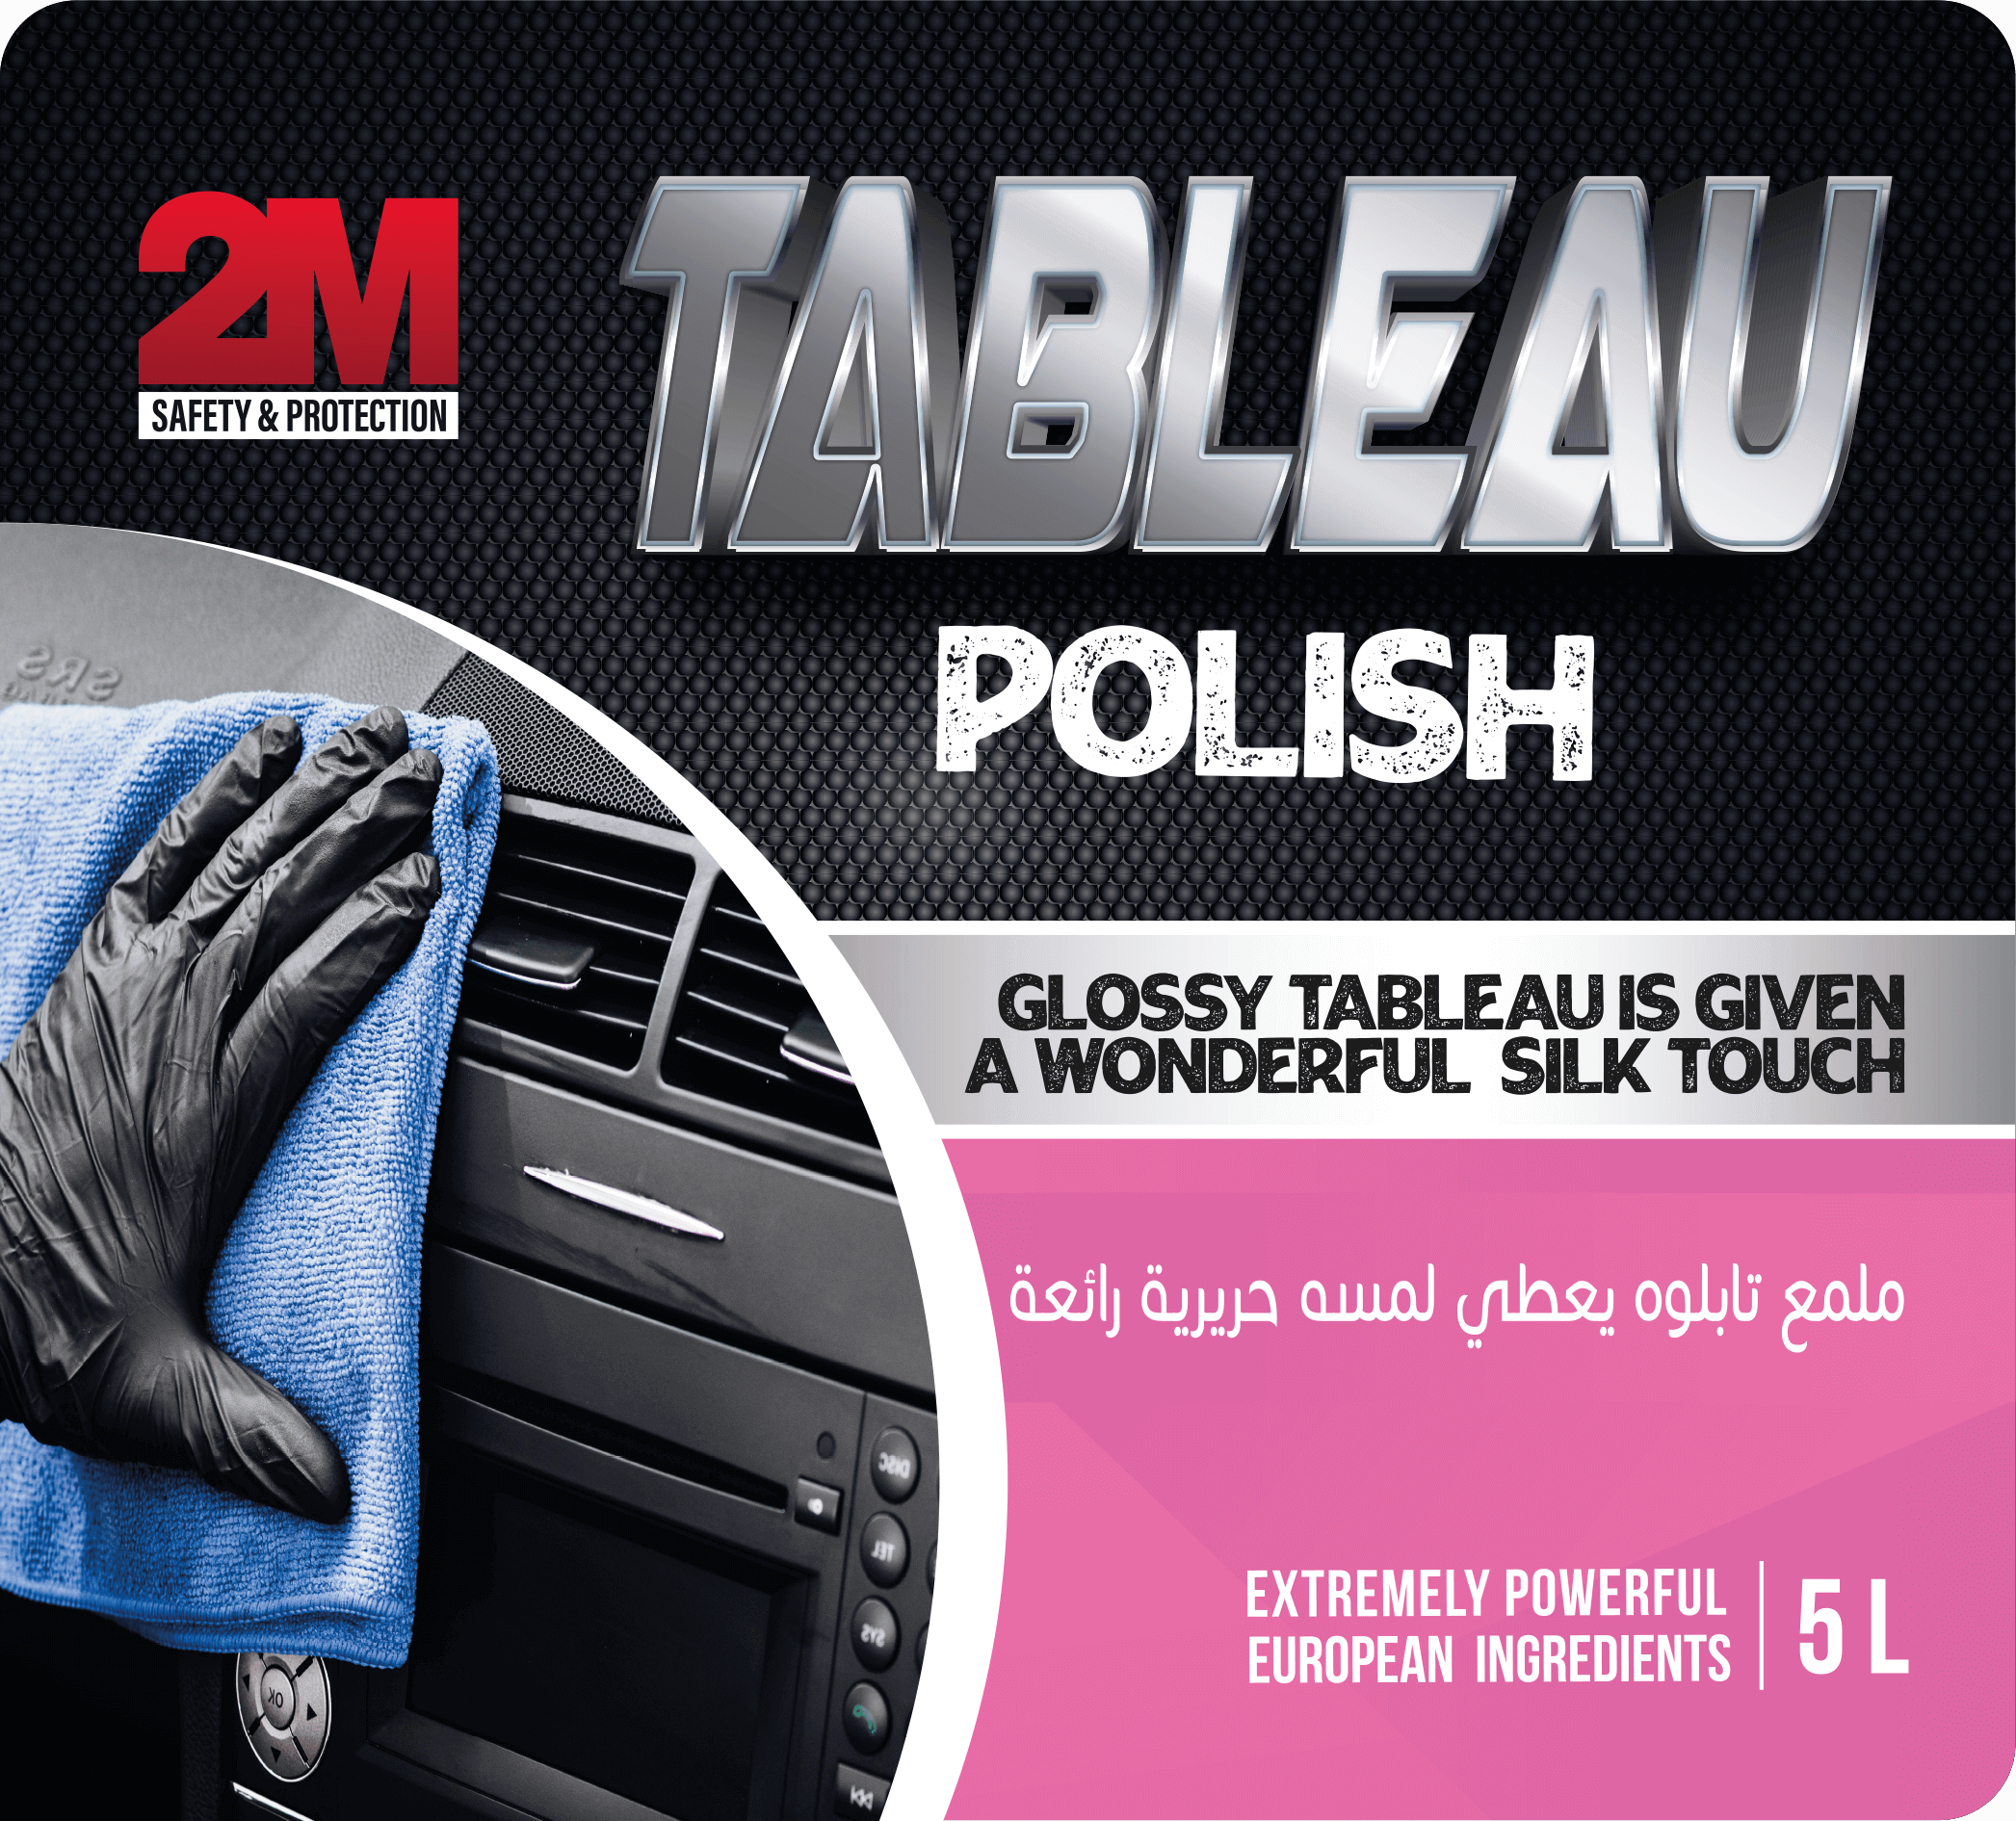 2M
SAFETY & PROTECTION
TABLEAU
POLISH
GLOSSY TABLEAU IS GIVEN
A WONDERFUL SILK TOUCH
ملمع تابلوه يعطي لمسه حريرية رائعة
EXTREMELY POWERFUL
EUROPEAN INGREDIENTS
5 L
SRS
DISC
TEL
SYS
OK